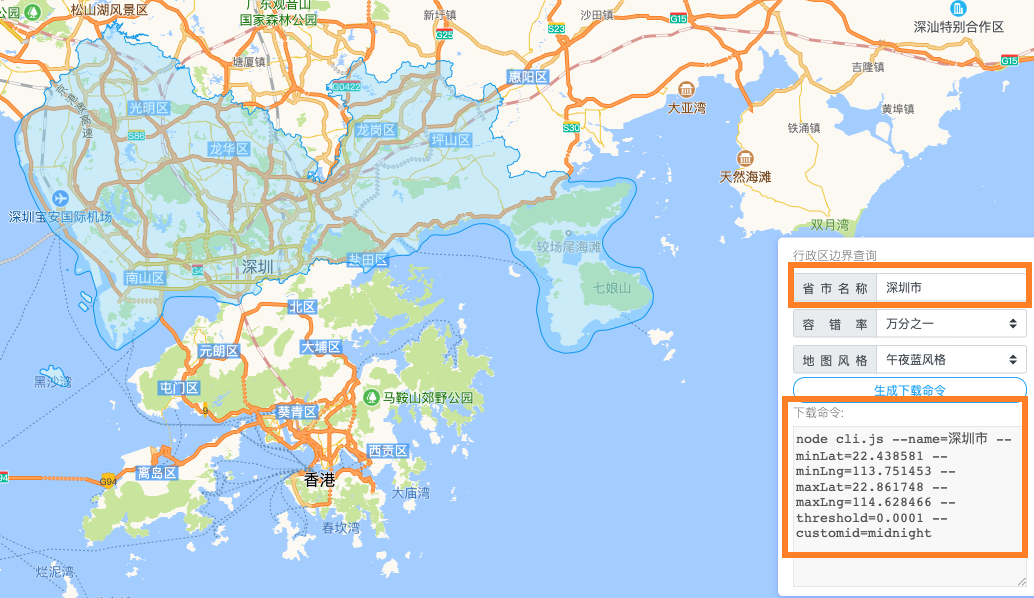 公园
松山湖风景区
广东观音山
国家森林公园
新圩镇
沙田镇
G15
深汕特别合作区
G25
S23
塘厦镇
G0422
惠阳区
吉隆镇
G15
光明区
大亚湾
黄埠镇
S86
龙岗区
坪山区
S30
铁涌镇
龙华区
天然海滩
深圳宝安国际机场
双月湾
较场尾海滩
盐田区
深圳
G4
南山区
七娘山
北区
元朗区
大埔区
黑沙湾
屯门区
马鞍山郊野公园
9
葵青区
西贡区
离岛区
G94
香港
大庙湾
春坎湾
烂泥湾
行政区边界查询
省市名称
深圳市
容错率
万分之一
地图风格
午夜蓝风格
生成下载命令
下载命令:
node cli.js --name=深圳市 --
minLat=22.438581 --
minLng=113.751453 --
maxLat=22.861748 --
maxLng=114.628466 --
threshold=0.0001 --
customid=midnight